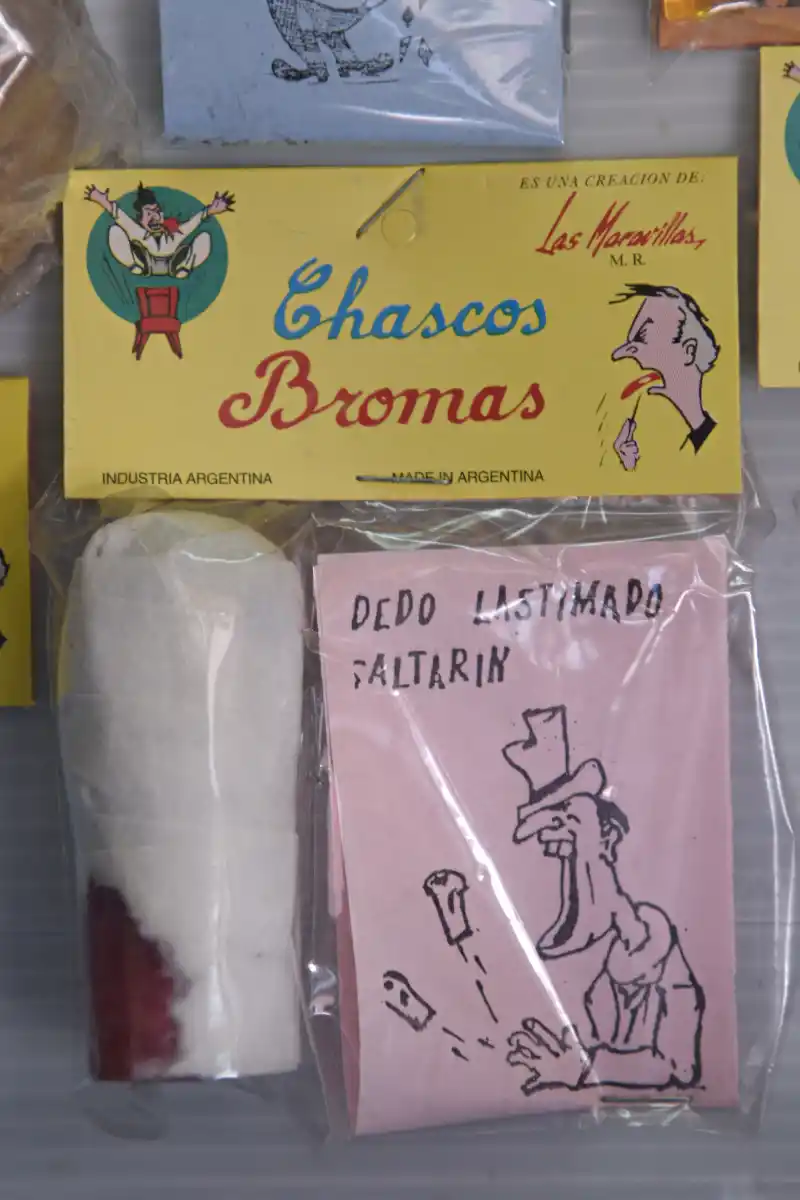 ES UNA CREACION DE:
Las Maravillas,
M. R.
Chascos
Bromas
INDUSTRIA ARGENTINA
MADE IN ARGENTINA
DEDO LASTIMADO
SALTARIN